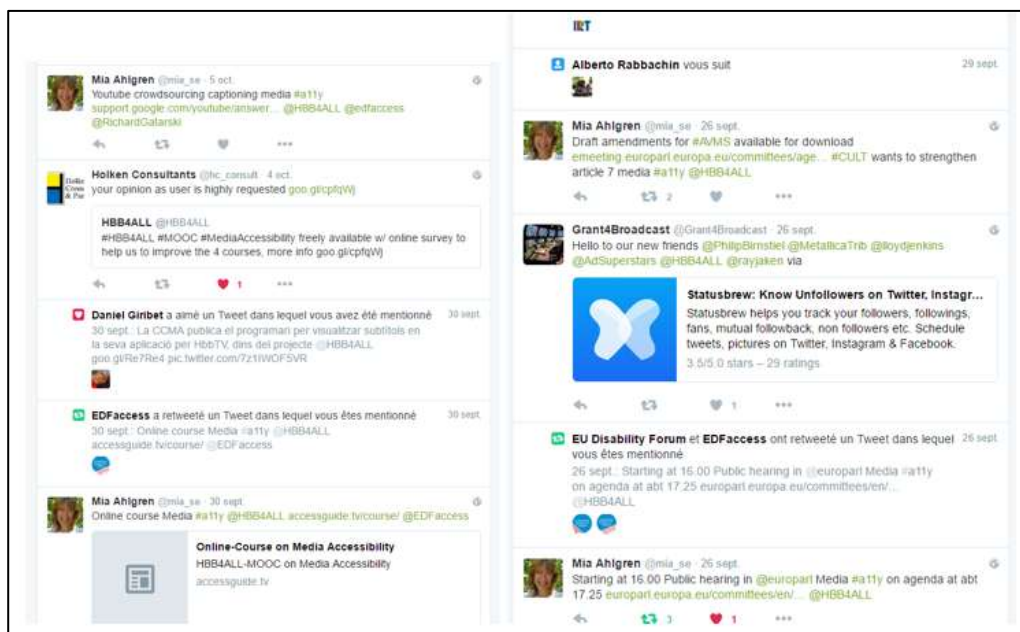 Mia Ahlgren @mia_se · 5 oct.
Youtube crowdsourcing captioning media #a11y
support.google.com/youtube/answer… @HBB4ALL @edfaccess
@RichardGatarski
Holken Consultants @hc_consult · 4 oct.
your opinion as user is highly requested goo.gl/cpfqWj
HBB4ALL @HBB4ALL
#HBB4ALL #MOOC #MediaAccessibility freely available w/ online survey to
help us to improve the 4 courses, more info goo.gl/cpfqWj
1
Daniel Giribet a aimé un Tweet dans lequel vous avez été mentionné 30 sept.
30 sept.: La CCMA publica el programari per visualitzar subtítols en
la seva aplicació per HbbTV, dins del projecte @HBB4ALL
goo.gl/Re7Re4 pic.twitter.com/7z1IWOF5VR
EDFaccess a retweeté un Tweet dans lequel vous êtes mentionné 30 sept.
30 sept.: Online course Media #a11y @HBB4ALL
accessguide.tv/course/ @EDFaccess
Mia Ahlgren @mia_se · 30 sept.
Online course Media #a11y @HBB4ALL accessguide.tv/course/ @EDFaccess
Online-Course on Media Accessibility
HBB4ALL-MOOC on Media Accessibility
accessguide.tv
IRT
Alberto Rabbachin vous suit 29 sept.
Mia Ahlgren @mia_se · 26 sept.
Draft amendments for #AVMS available for download
emeeting.europarl.europa.eu/committees/age… #CULT wants to strengthen
article 7 media #a11y @HBB4ALL
2
Grant4Broadcast @Grant4Broadcast · 26 sept.
Hello to our new friends @PhilipBirnstiel @MetallicaTrib @lloydjenkins
@AdSuperstars @HBB4ALL @rayjaken via
Statusbrew: Know Unfollowers on Twitter, Instagr...
Statusbrew helps you track your followers, followings,
fans, mutual followback, non followers etc. Schedule
tweets, pictures on Twitter, Instagram & Facebook.
3.5/5.0 stars – 29 ratings
1
EU Disability Forum et EDFaccess ont retweeté un Tweet dans lequel 26 sept.
vous êtes mentionné
26 sept.: Starting at 16.00 Public hearing in @europarl Media #a11y
on agenda at abt 17.25 europarl.europa.eu/committees/en/…
@HBB4ALL
Mia Ahlgren @mia_se · 26 sept.
Starting at 16.00 Public hearing in @europarl Media #a11y on agenda at abt
17.25 europarl.europa.eu/committees/en/… @HBB4ALL
3 1